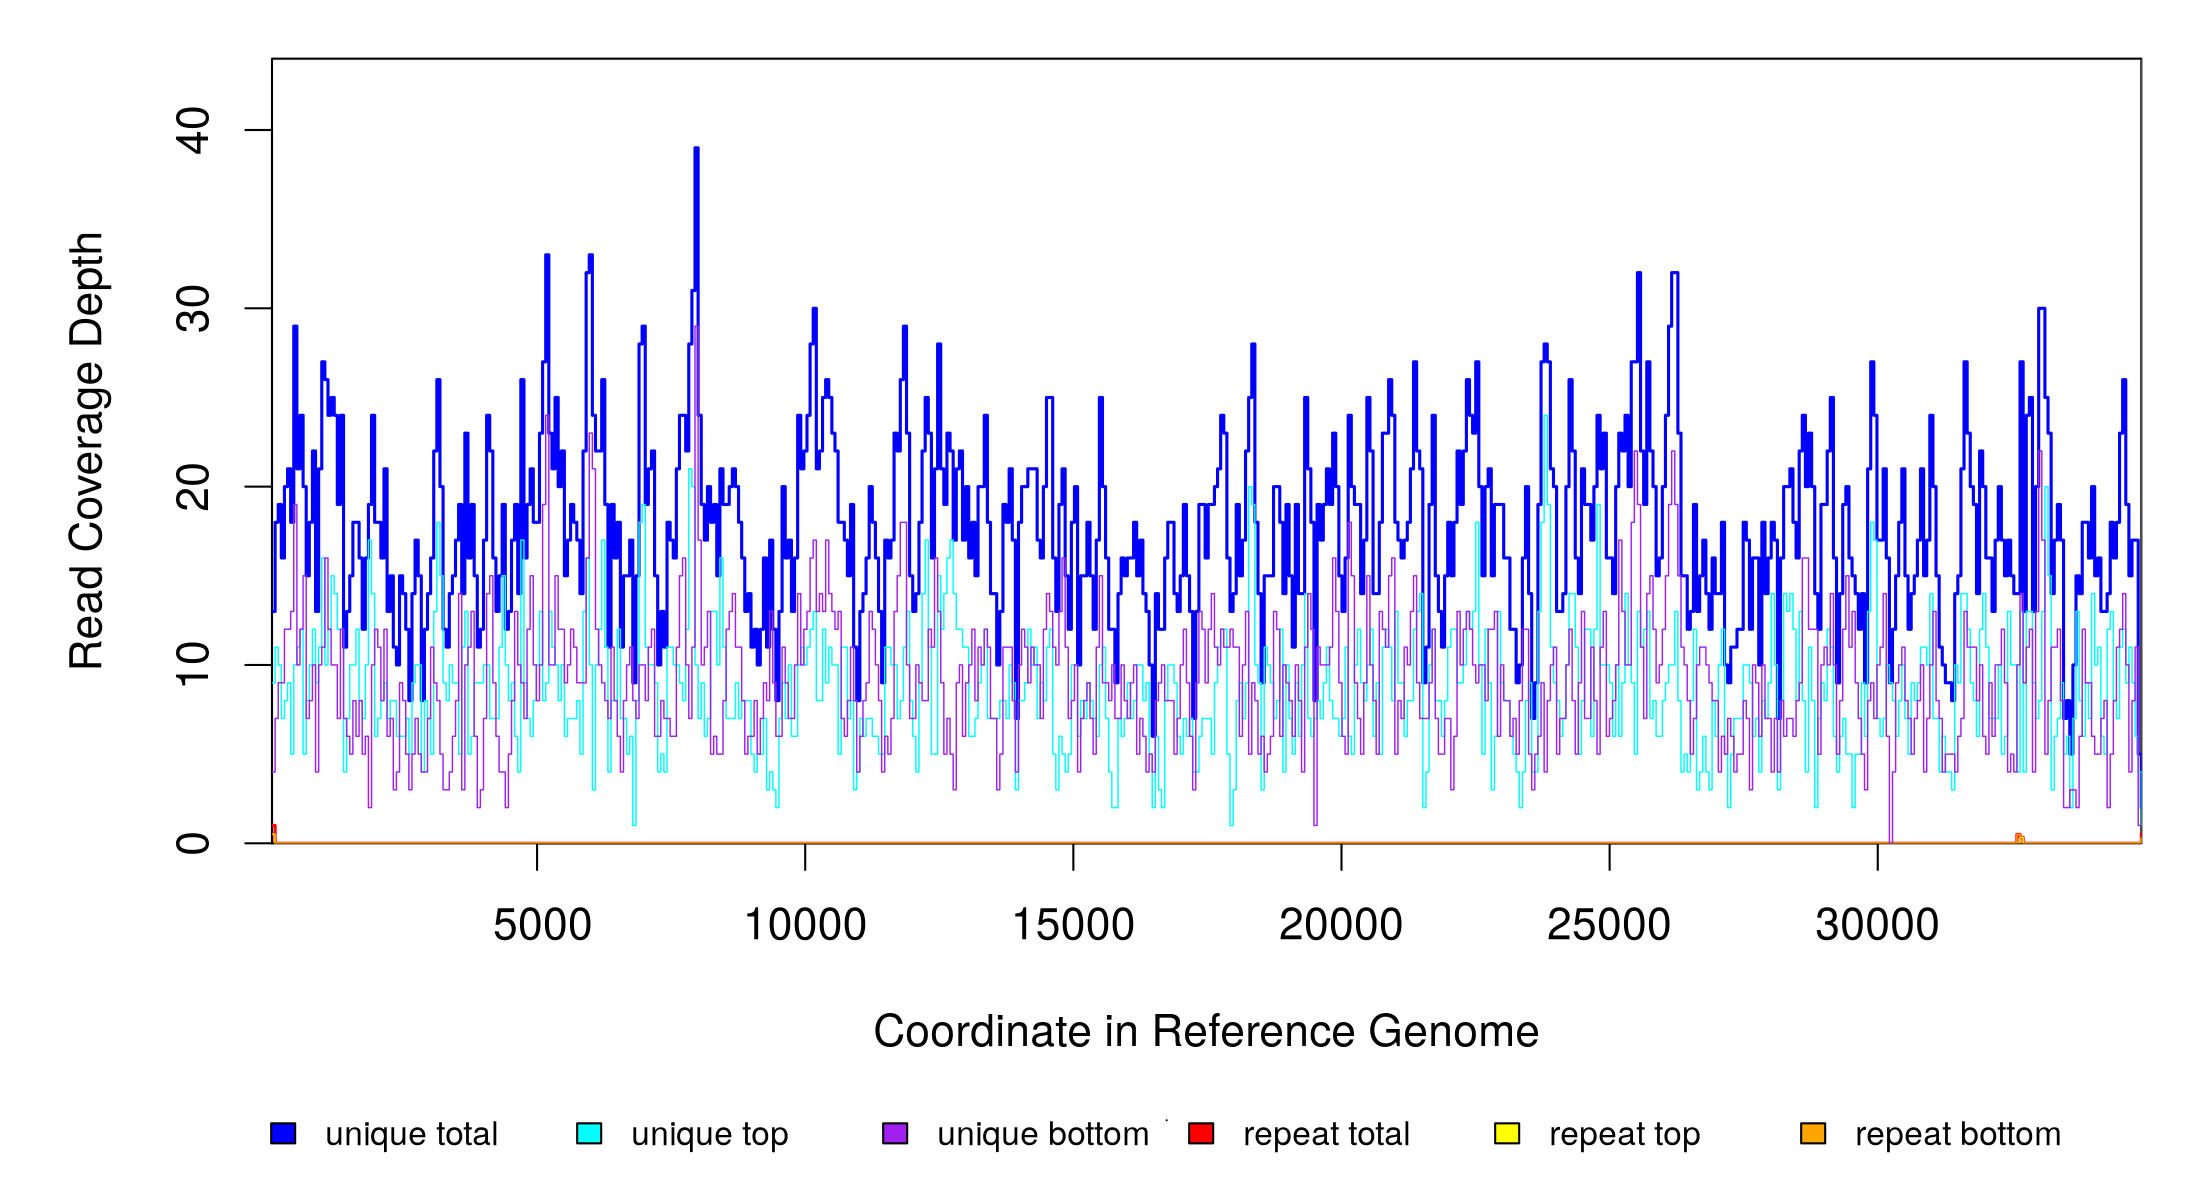 Read Coverage Depth
40
30
20
10
0
5000 10000 15000 20000 25000 30000
Coordinate in Reference Genome
unique total unique top unique bottom repeat total repeat top repeat bottom